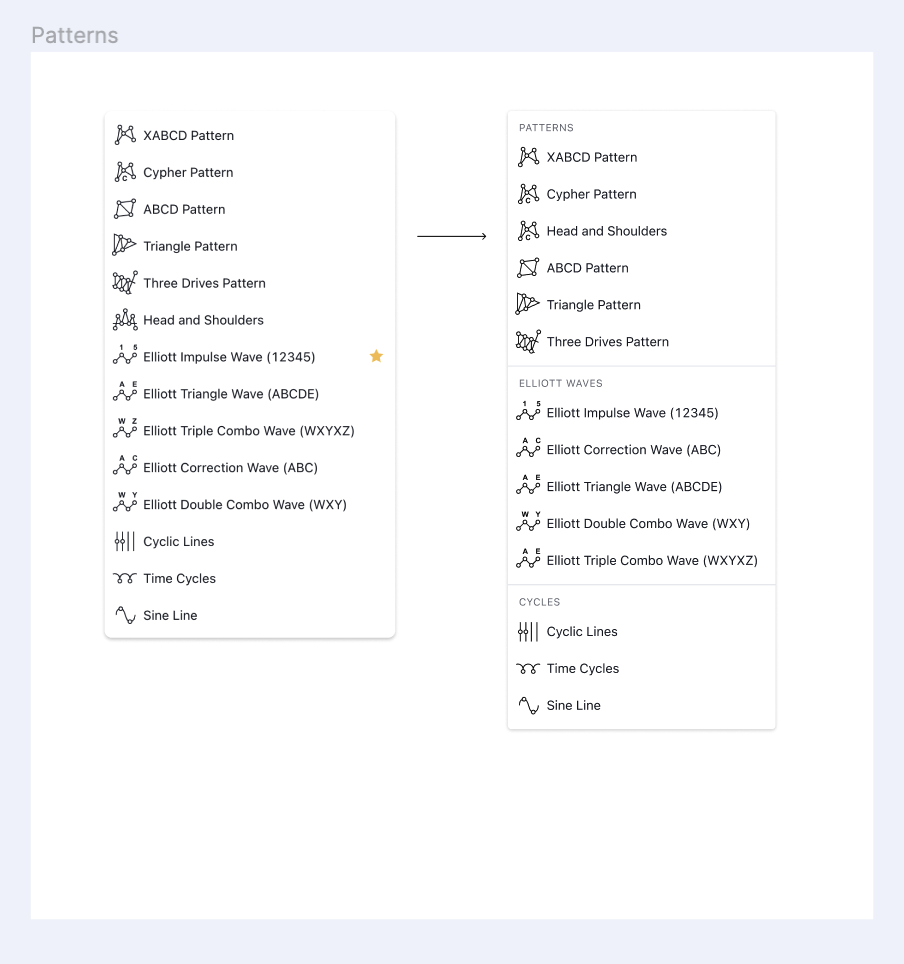 Patterns
XABCD Pattern
C
Cypher Pattern
ABCD Pattern
Triangle Pattern
Three Drives Pattern
Head and Shoulders
1 5
Elliott Impulse Wave (12345)
A E
Elliott Triangle Wave (ABCDE)
W Z
Elliott Triple Combo Wave (WXYXZ)
A C
Elliott Correction Wave (ABC)
W Y
Elliott Double Combo Wave (WXY)
Cyclic Lines
Time Cycles
Sine Line
PATTERNS
XABCD Pattern
C
Cypher Pattern
C
Head and Shoulders
ABCD Pattern
Triangle Pattern
Three Drives Pattern
ELLIOTT WAVES
1 5
Elliott Impulse Wave (12345)
A C
Elliott Correction Wave (ABC)
A E
Elliott Triangle Wave (ABCDE)
W Y
Elliott Double Combo Wave (WXY)
A E
Elliott Triple Combo Wave (WXYXZ)
CYCLES
Cyclic Lines
Time Cycles
Sine Line